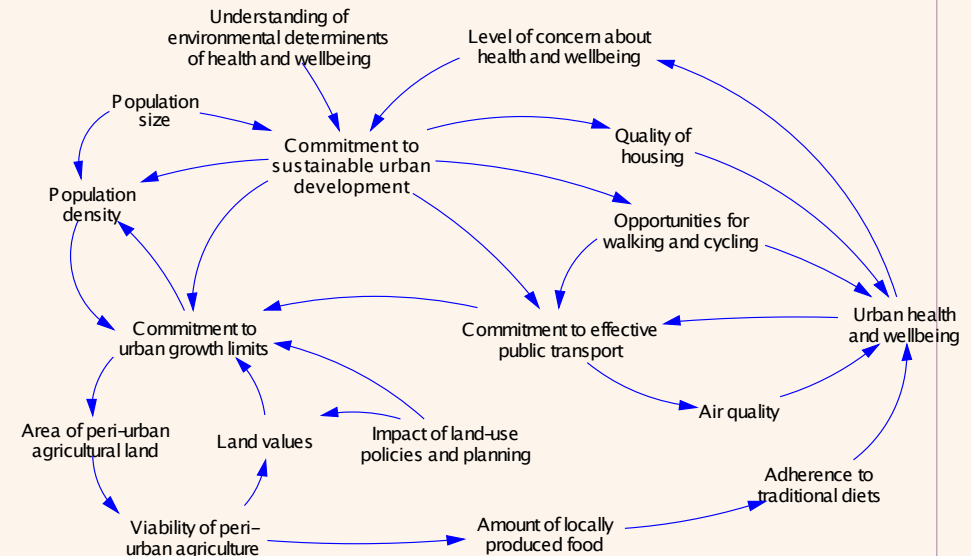 Understanding of
environmental determinents
of health and wellbeing
Level of concern about
health and wellbeing
Population
size
Commitment to
sustainable urban
development
Quality of
housing
Population
density
Opportunities for
walking and cycling
Commitment to
urban growth limits
Commitment to effective
public transport
Urban health
and wellbeing
Air quality
Area of peri-urban
agricultural land
Land values
Impact of land-use
policies and planning
Adherence to
traditional diets
Viability of peri-
urban agriculture
Amount of locally
produced food